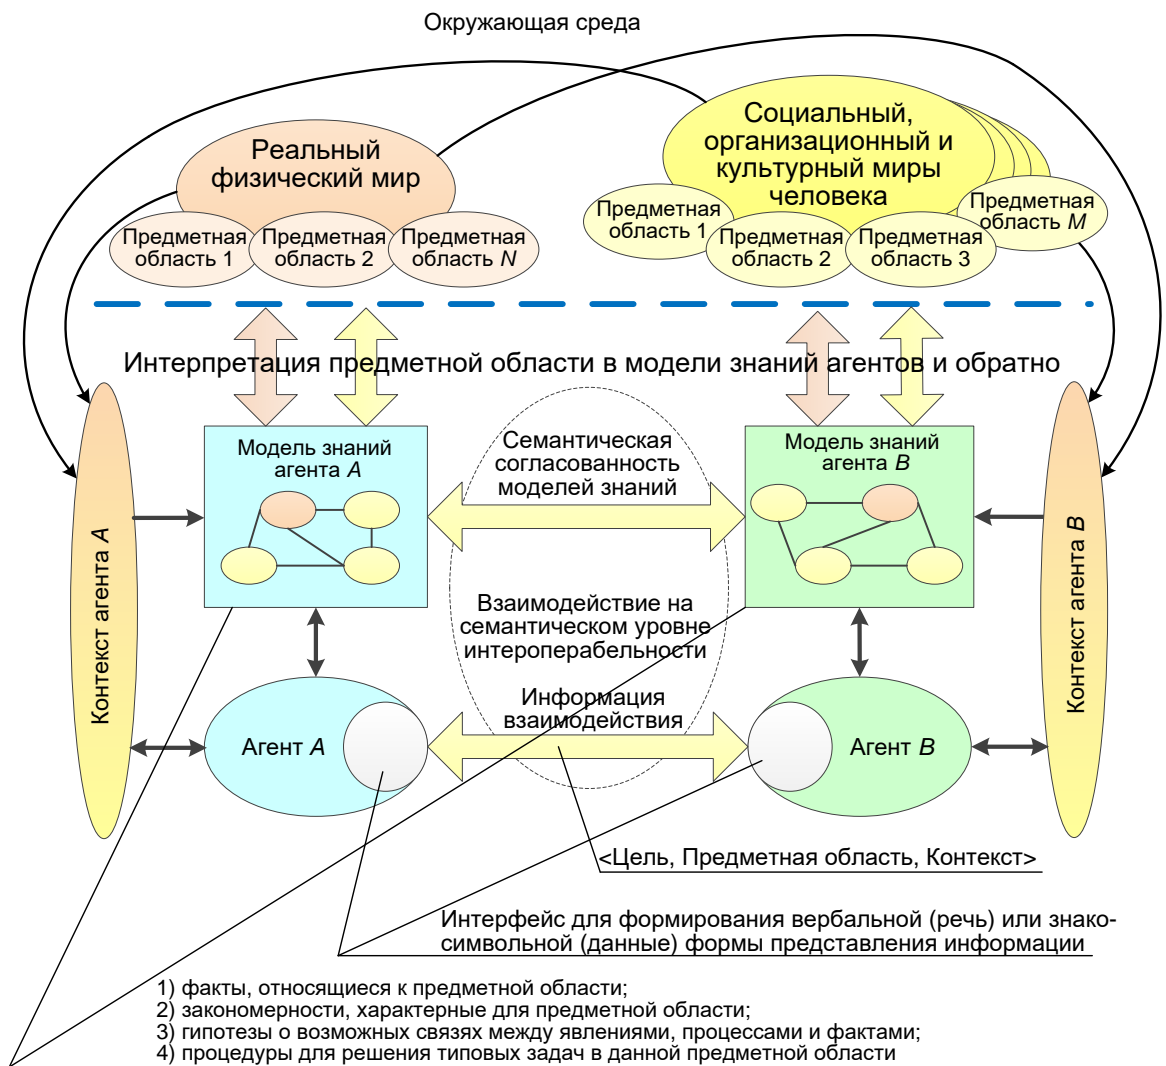 Окружающая среда
Реальный
физический мир
Предметная
область 1
Предметная
область 2
Предметная
область N
Социальный,
организационный и
культурный миры
человека
Предметная
область 1
Предметная
область 2
Предметная
область 3
Предметная
область M
Интерпретация предметной области в модели знаний агентов и обратно
Контекст агента A
Модель знаний
агента A
Семантическая
согласованность
моделей знаний
Модель знаний
агента B
Контекст агента B
Взаимодействие на
семантическом уровне
интероперабельности
Информация
взаимодействия
Агент A
Агент B
<Цель, Предметная область, Контекст>
Интерфейс для формирования вербальной (речь) или знако-
символьной (данные) формы представления информации
1) факты, относящиеся к предметной области;
2) закономерности, характерные для предметной области;
3) гипотезы о возможных связях между явлениями, процессами и фактами;
4) процедуры для решения типовых задач в данной предметной области